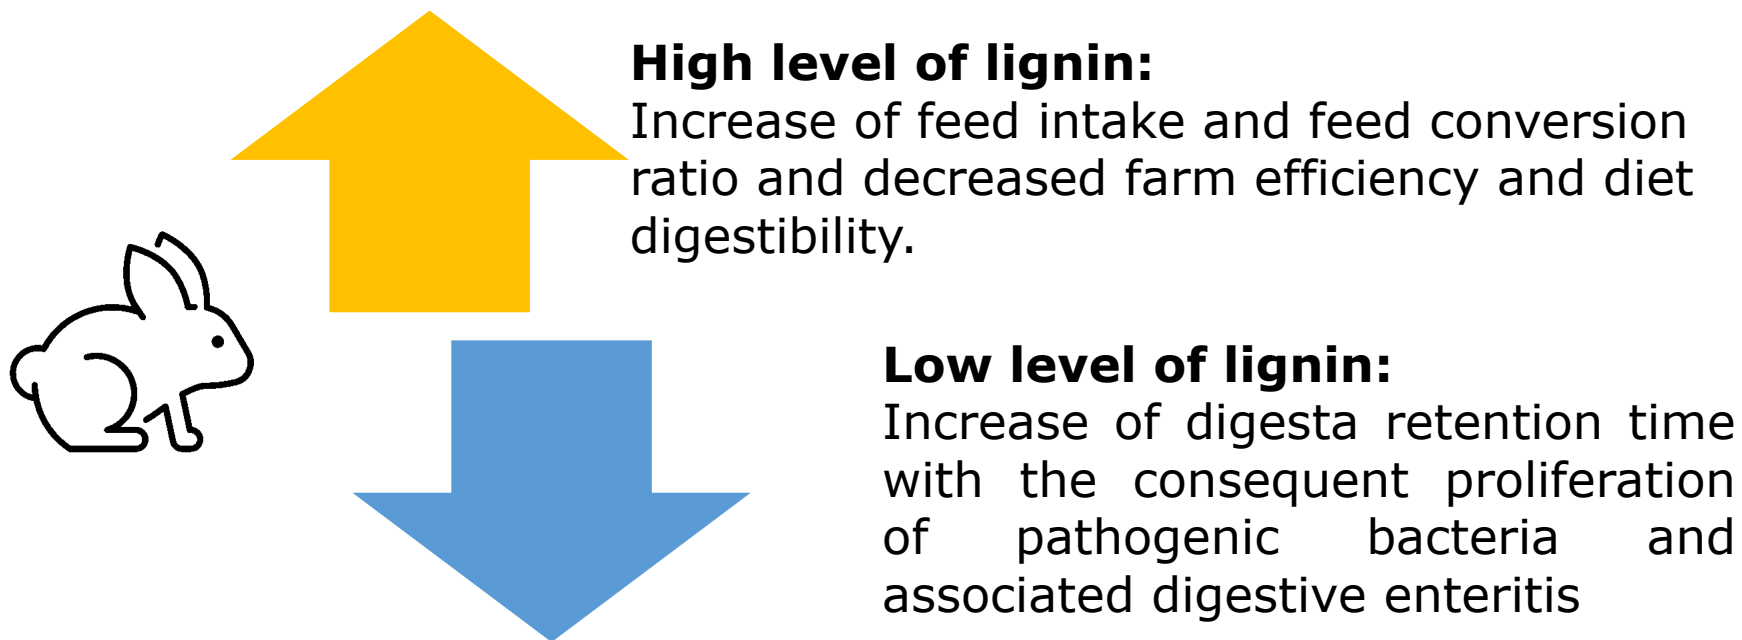 High level of lignin:
Increase of feed intake and feed conversion
ratio and decreased farm efficiency and diet
digestibility.
Low level of lignin:
Increase of digesta retention time
with the consequent proliferation
of pathogenic bacteria and
associated digestive enteritis